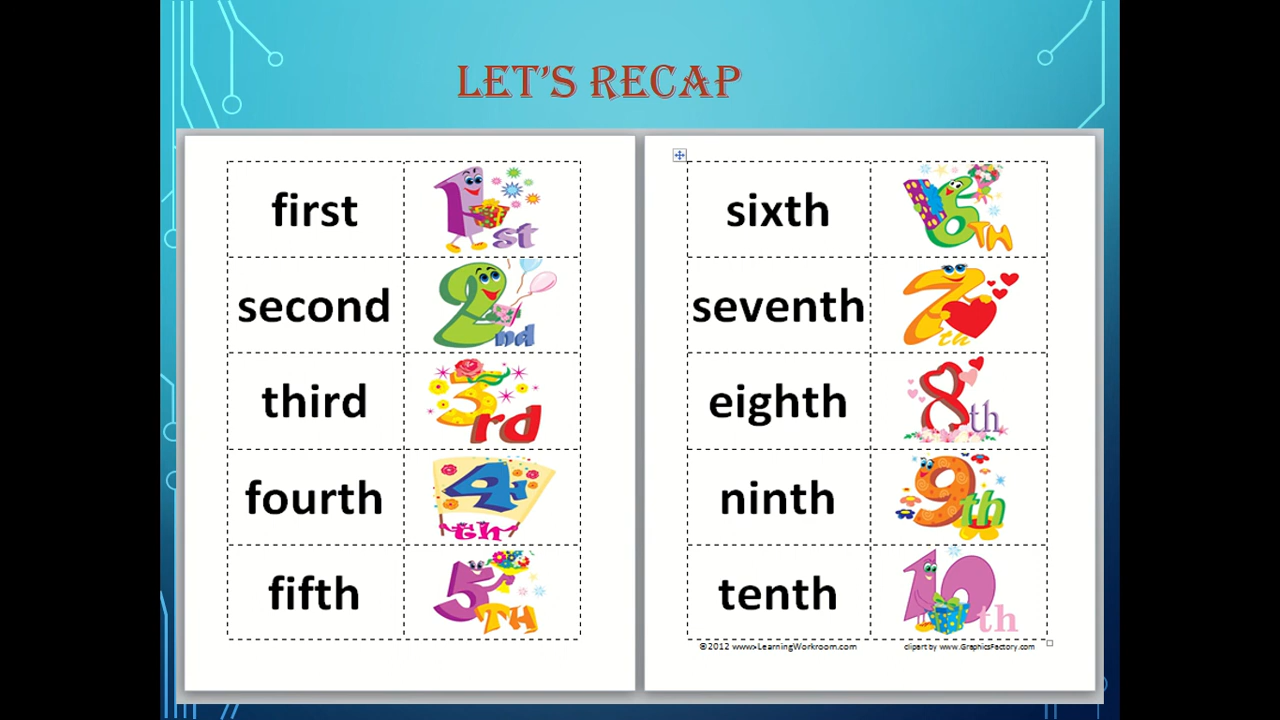 LET'S RECAP
first 1st
second 2nd
third 3rd
fourth 4th
fifth 5TH
sixth 6TH
seventh 7th
eighth 8th
ninth 9th
tenth 10th
©2012 www.LearningWorkroom.com clipart by www.GraphicsFactory.com